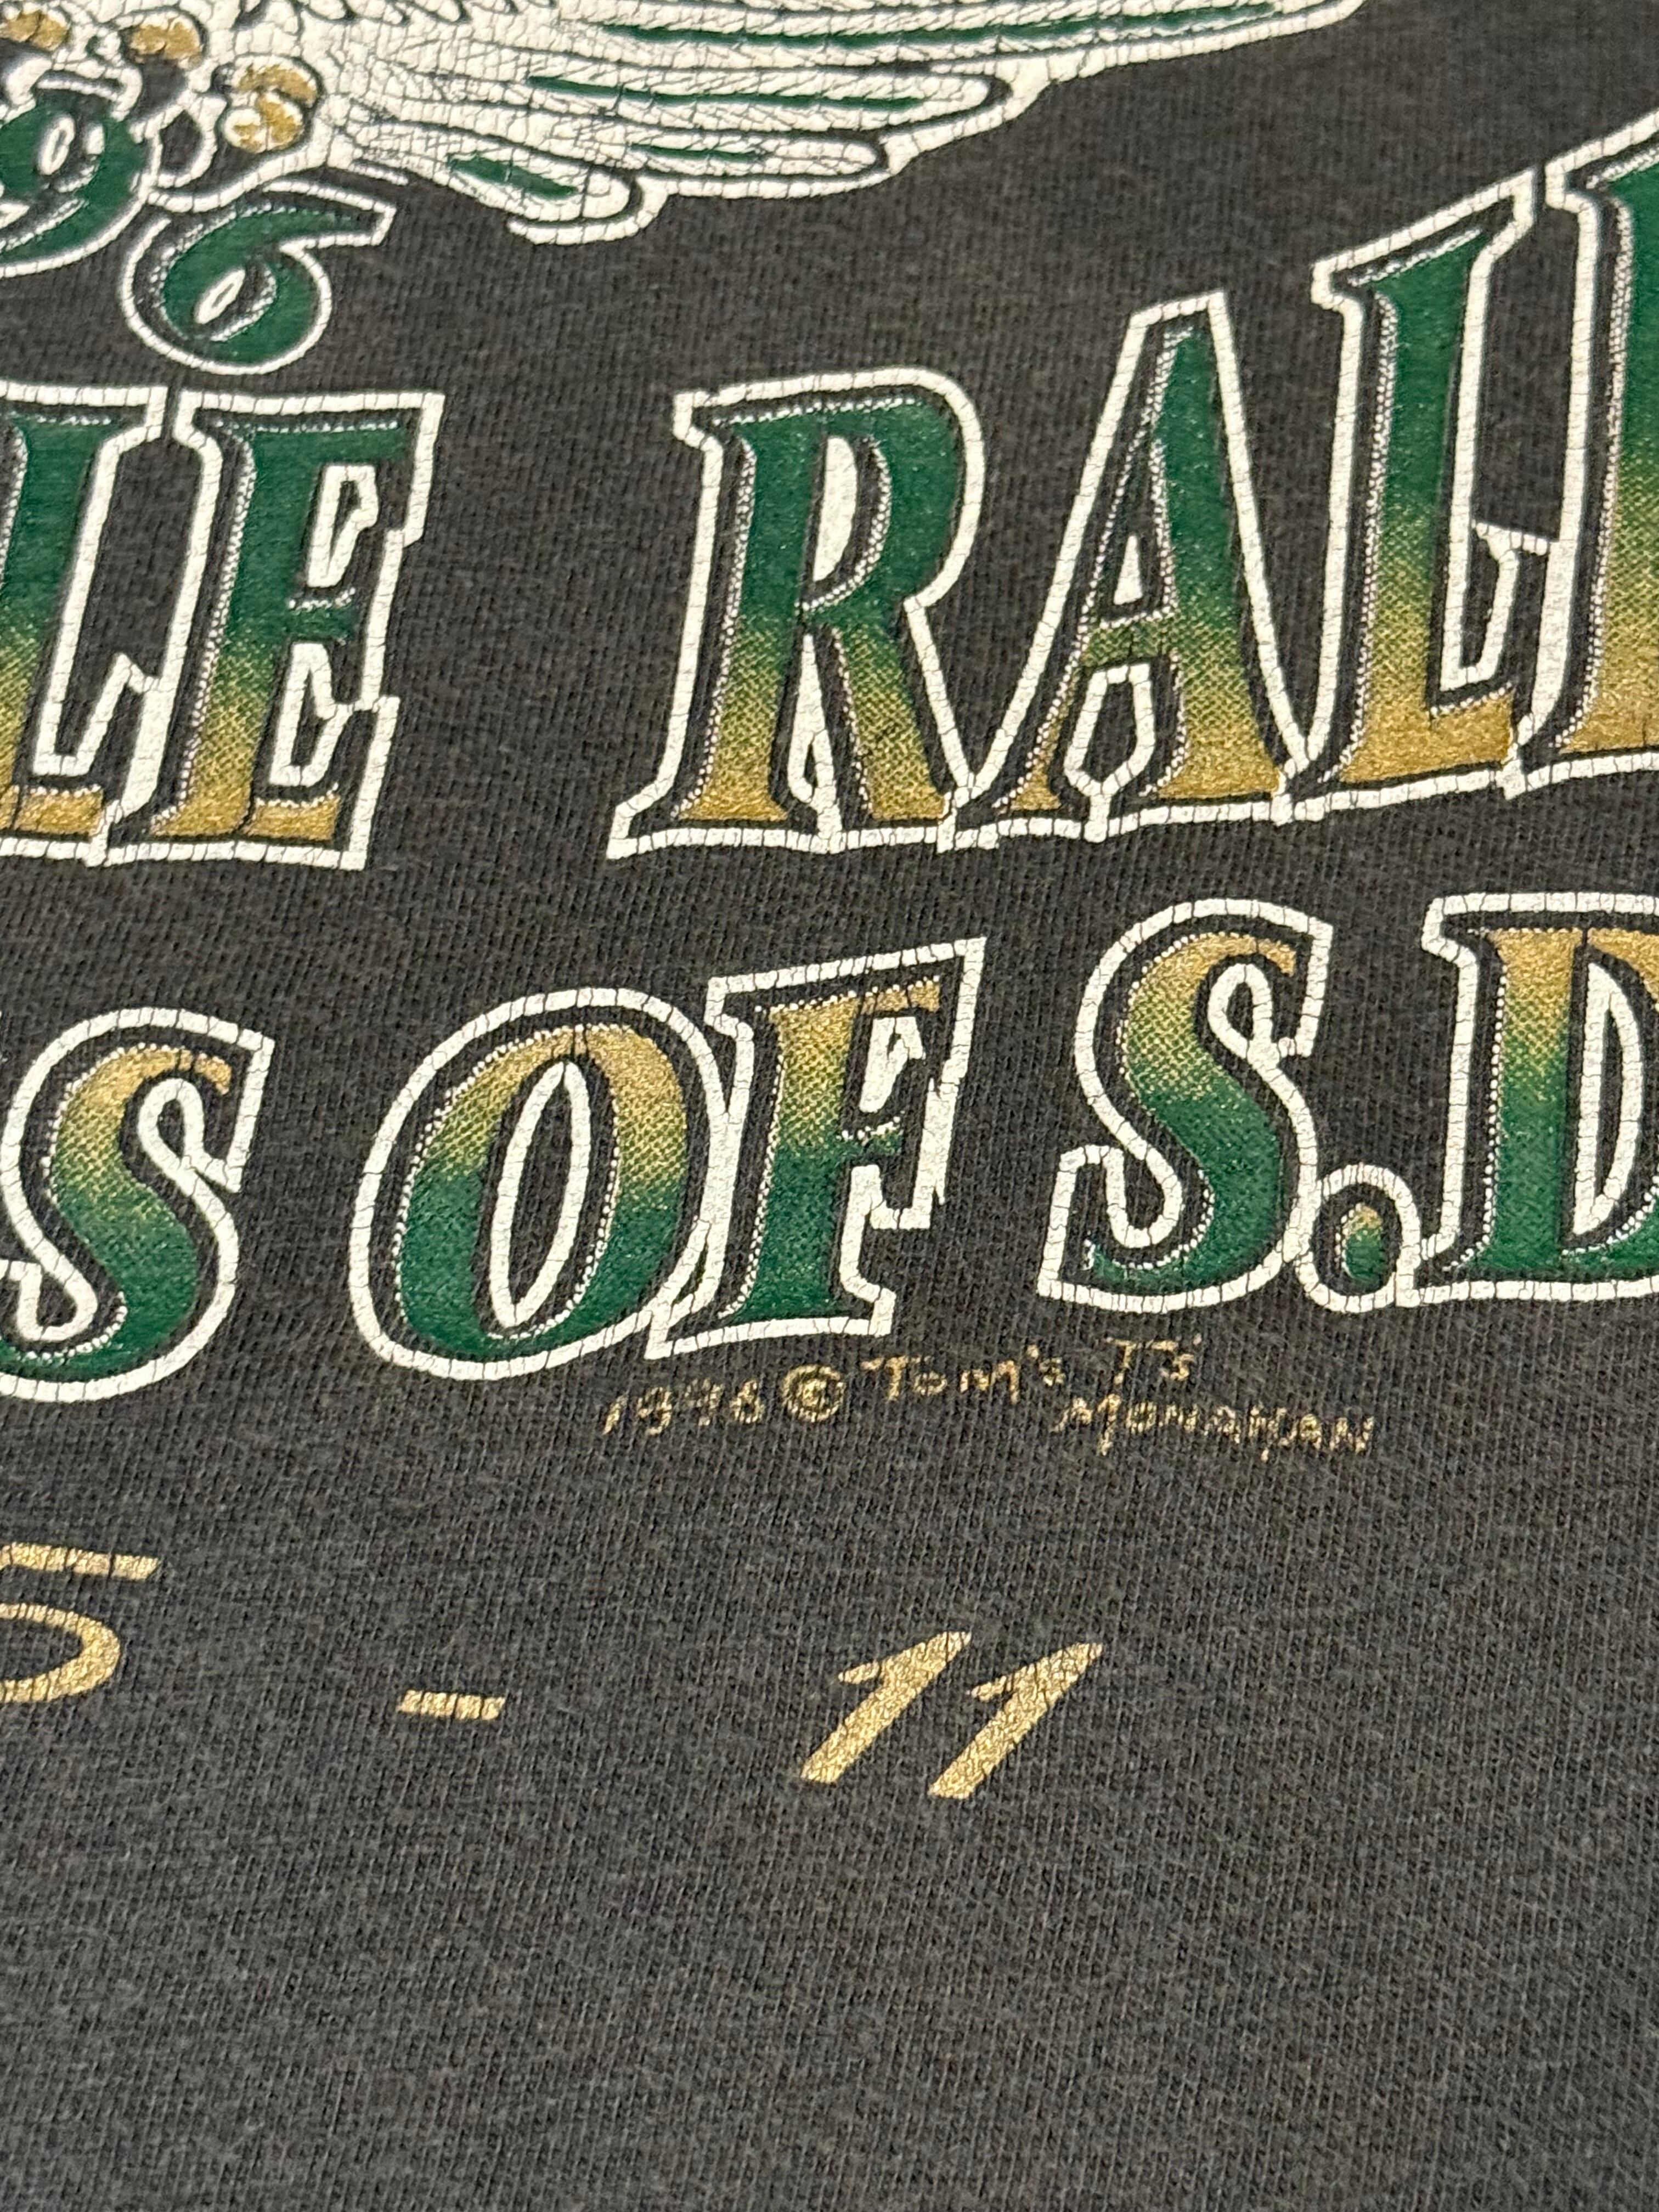 96
LE RALL
S OF S.D
1996 © Tom's T's
MONAHAN
5 - 11